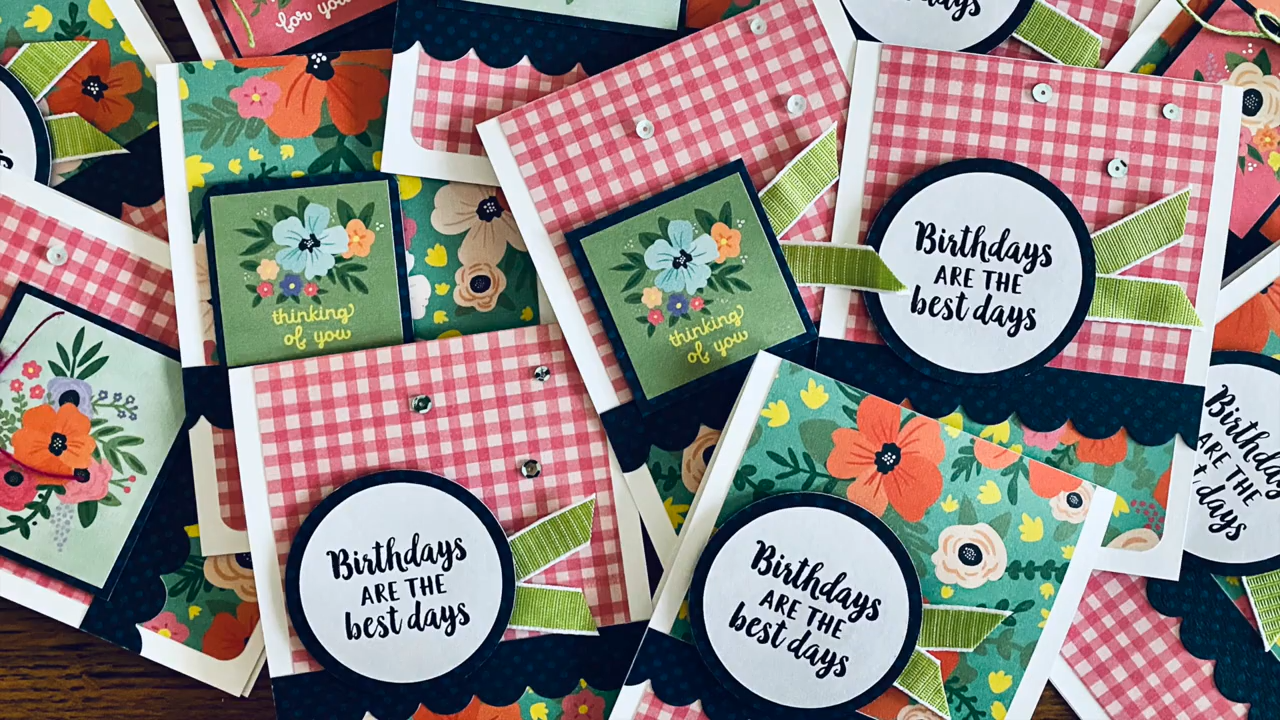 for you
days
thinking
of you
thinking
of you
Birthdays
ARE THE
best days
Birthdays
ARE THE
best days
Birthdays
ARE THE
best days
Birthdays
ARE THE
days